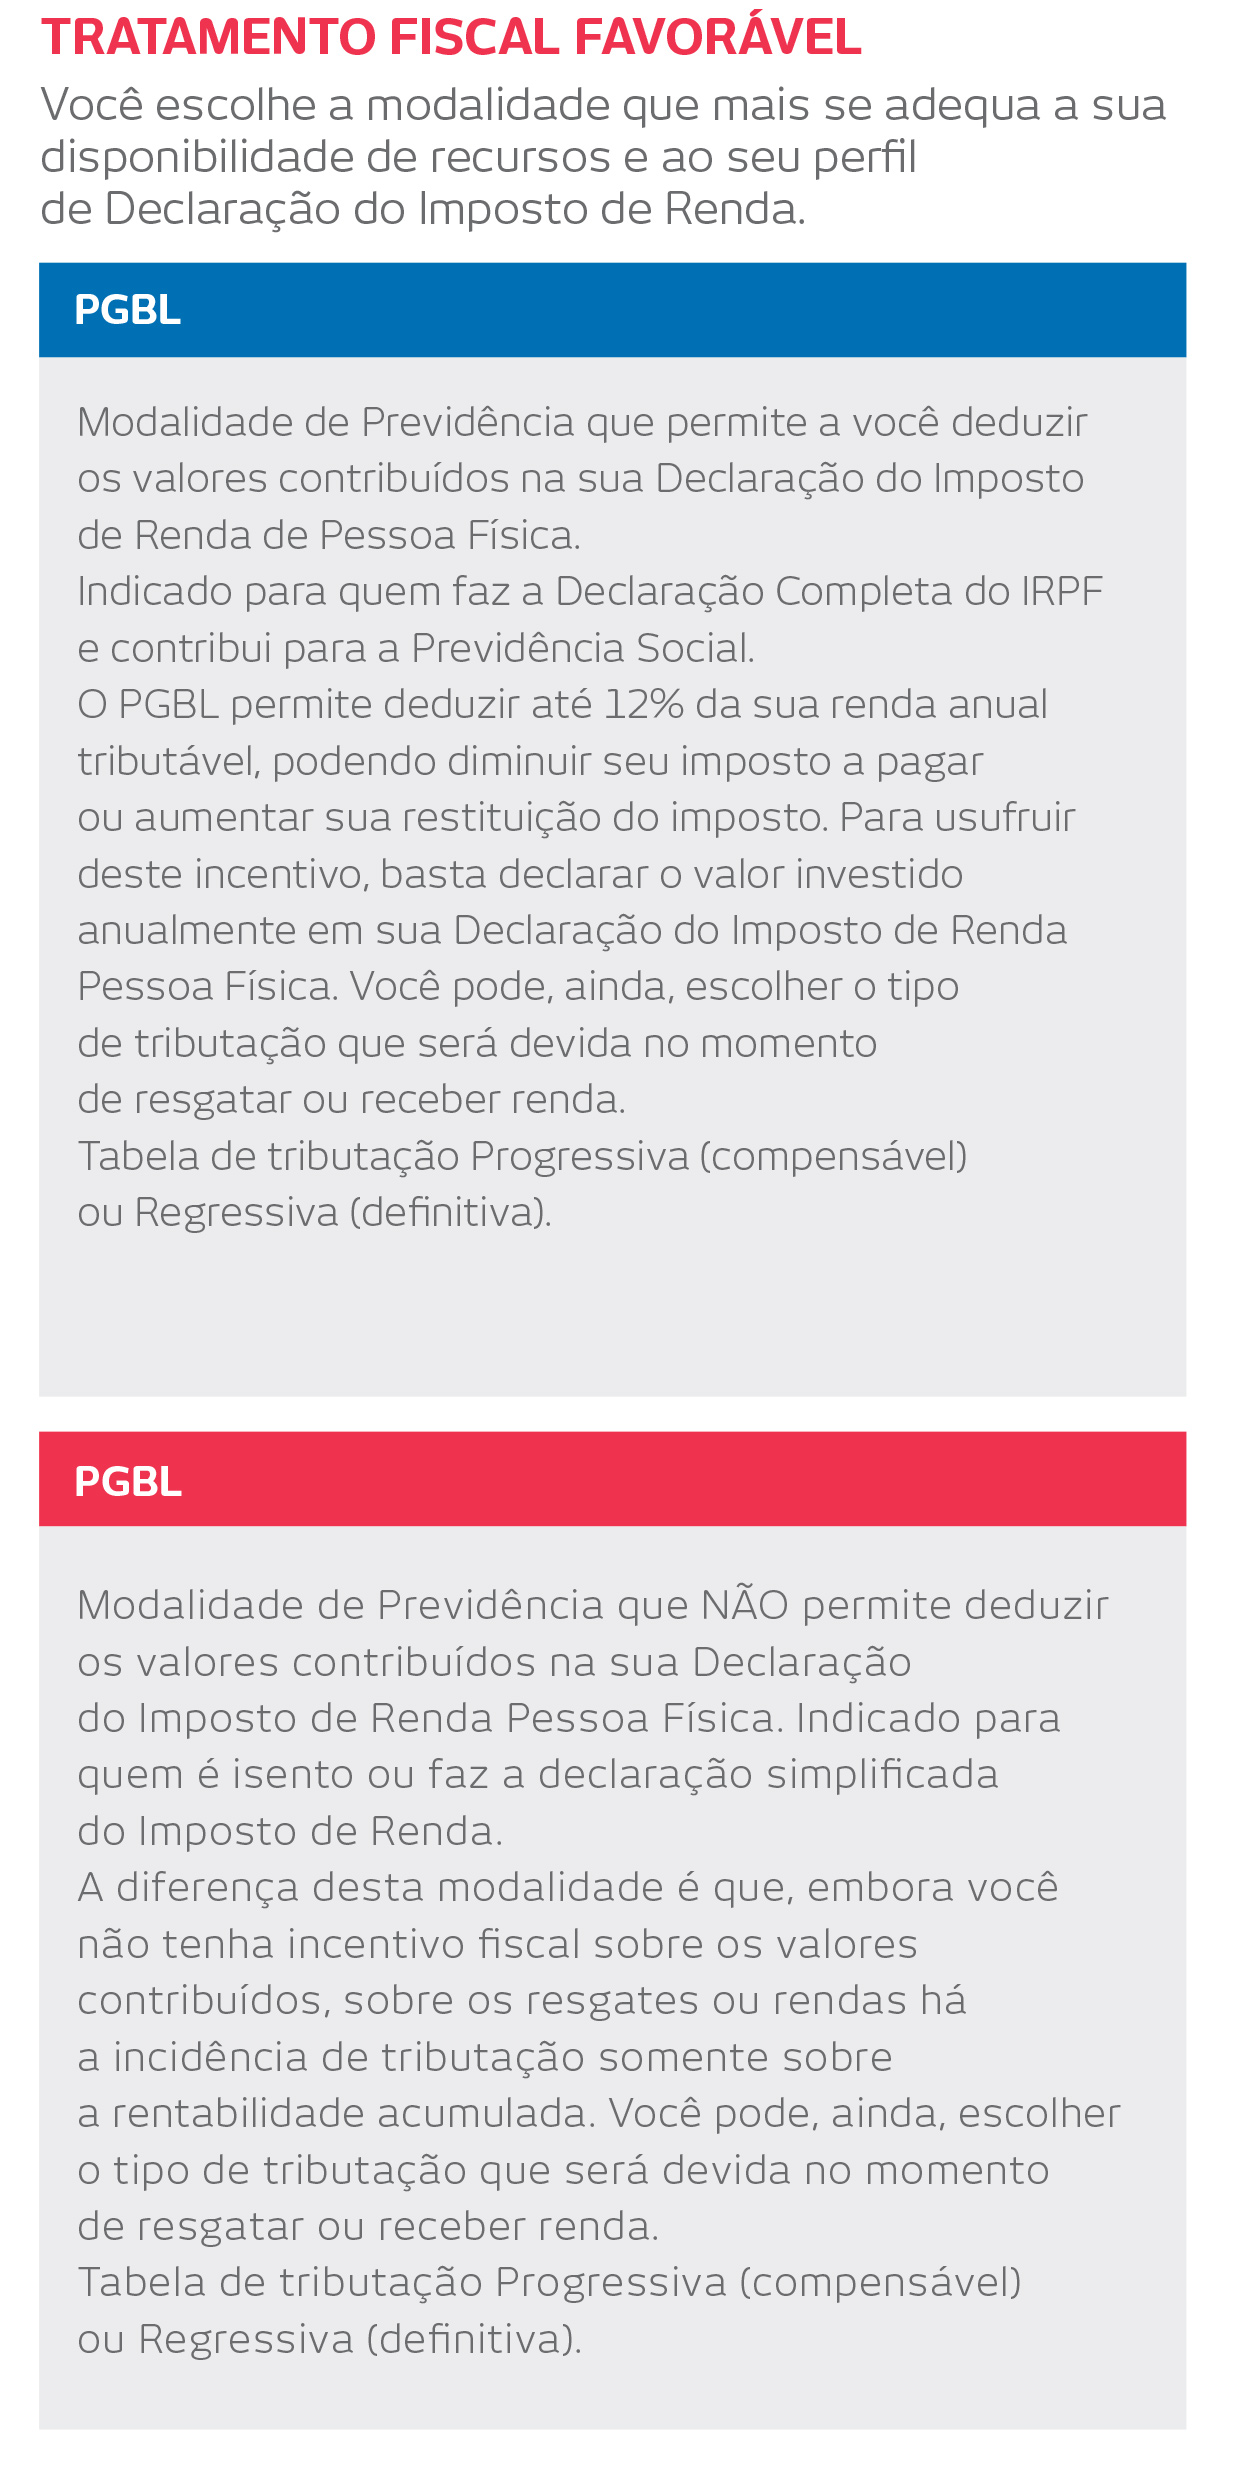 TRATAMENTO FISCAL FAVORÁVEL
Você escolhe a modalidade que mais se adequa a sua
disponibilidade de recursos e ao seu perfil
de Declaração do Imposto de Renda.
PGBL
Modalidade de Previdência que permite a você deduzir
os valores contribuídos na sua Declaração do Imposto
de Renda de Pessoa Física.
Indicado para quem faz a Declaração Completa do IRPF
e contribui para a Previdência Social.
O PGBL permite deduzir até 12% da sua renda anual
tributável, podendo diminuir seu imposto a pagar
ou aumentar sua restituição do imposto. Para usufruir
deste incentivo, basta declarar o valor investido
anualmente em sua Declaração do Imposto de Renda
Pessoa Física. Você pode, ainda, escolher o tipo
de tributação que será devida no momento
de resgatar ou receber renda.
Tabela de tributação Progressiva (compensável)
ou Regressiva (definitiva).
PGBL
Modalidade de Previdência que NÃO permite deduzir
os valores contribuídos na sua Declaração
do Imposto de Renda Pessoa Física. Indicado para
quem é isento ou faz a declaração simplificada
do Imposto de Renda.
A diferença desta modalidade é que, embora você
não tenha incentivo fiscal sobre os valores
contribuídos, sobre os resgates ou rendas há
a incidência de tributação somente sobre
a rentabilidade acumulada. Você pode, ainda, escolher
o tipo de tributação que será devida no momento
de resgatar ou receber renda.
Tabela de tributação Progressiva (compensável)
ou Regressiva (definitiva).